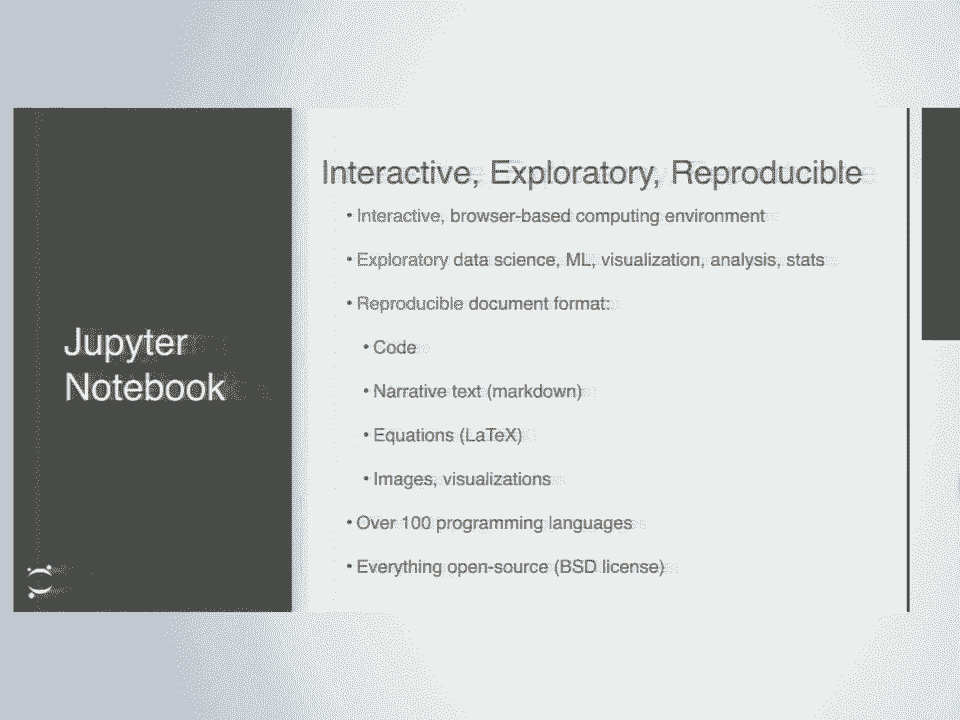 Jupyter
Notebook
Interactive, Exploratory, Reproducible
• Interactive, browser-based computing environment
• Exploratory data science, ML, visualization, analysis, stats
• Reproducible document format:
• Code
• Narrative text (markdown)
• Equations (LaTeX)
• Images, visualizations
• Over 100 programming languages
• Everything open-source (BSD license)